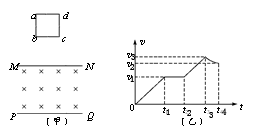 a d
b c
M N
P Q
(甲)
v
v₃
v₂
v₁
0 t₁ t₂ t₃ t₄ t
(乙)